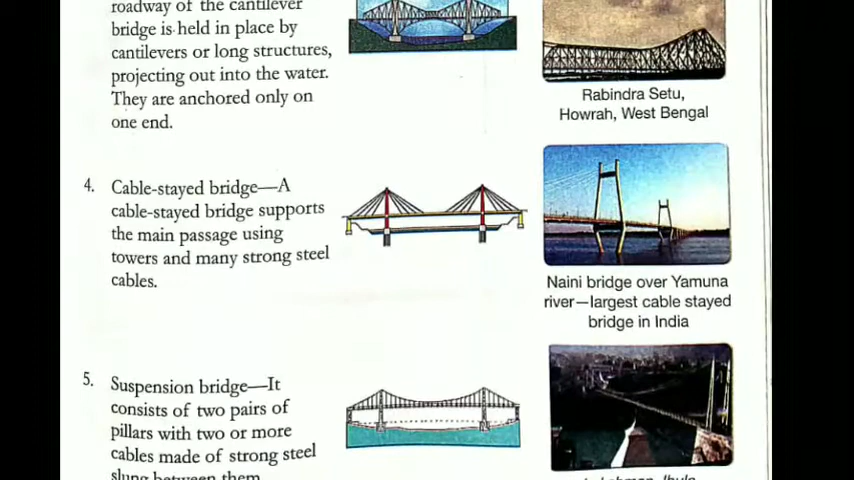 roadway of the cantilever
bridge is held in place by
cantilevers or long structures,
projecting out into the water.
They are anchored only on
one end.
Rabindra Setu,
Howrah, West Bengal
4. Cable-stayed bridge—A
cable-stayed bridge supports
the main passage using
towers and many strong steel
cables.
Naini bridge over Yamuna
river—largest cable stayed
bridge in India
5. Suspension bridge—It
consists of two pairs of
pillars with two or more
cables made of strong steel
slung between them
Jhula